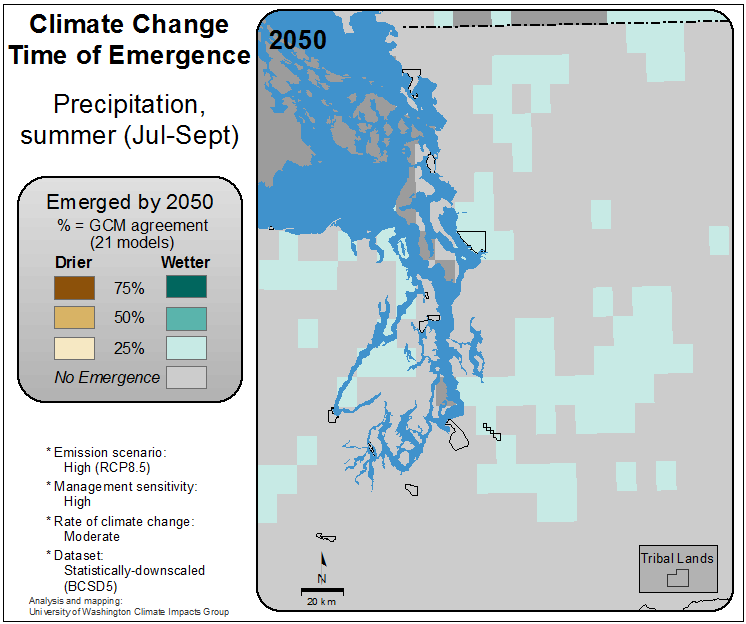 Climate Change
Time of Emergence
Precipitation,
summer (Jul-Sept)
Emerged by 2050
% = GCM agreement
(21 models)
Drier Wetter
75%
50%
25%
No Emergence
* Emission scenario:
High (RCP8.5)
* Management sensitivity:
High
* Rate of climate change:
Moderate
* Dataset:
Statistically-downscaled
(BCSD5)
Analysis and mapping:
University of Washington Climate Impacts Group
2050
N
20 km
Tribal Lands